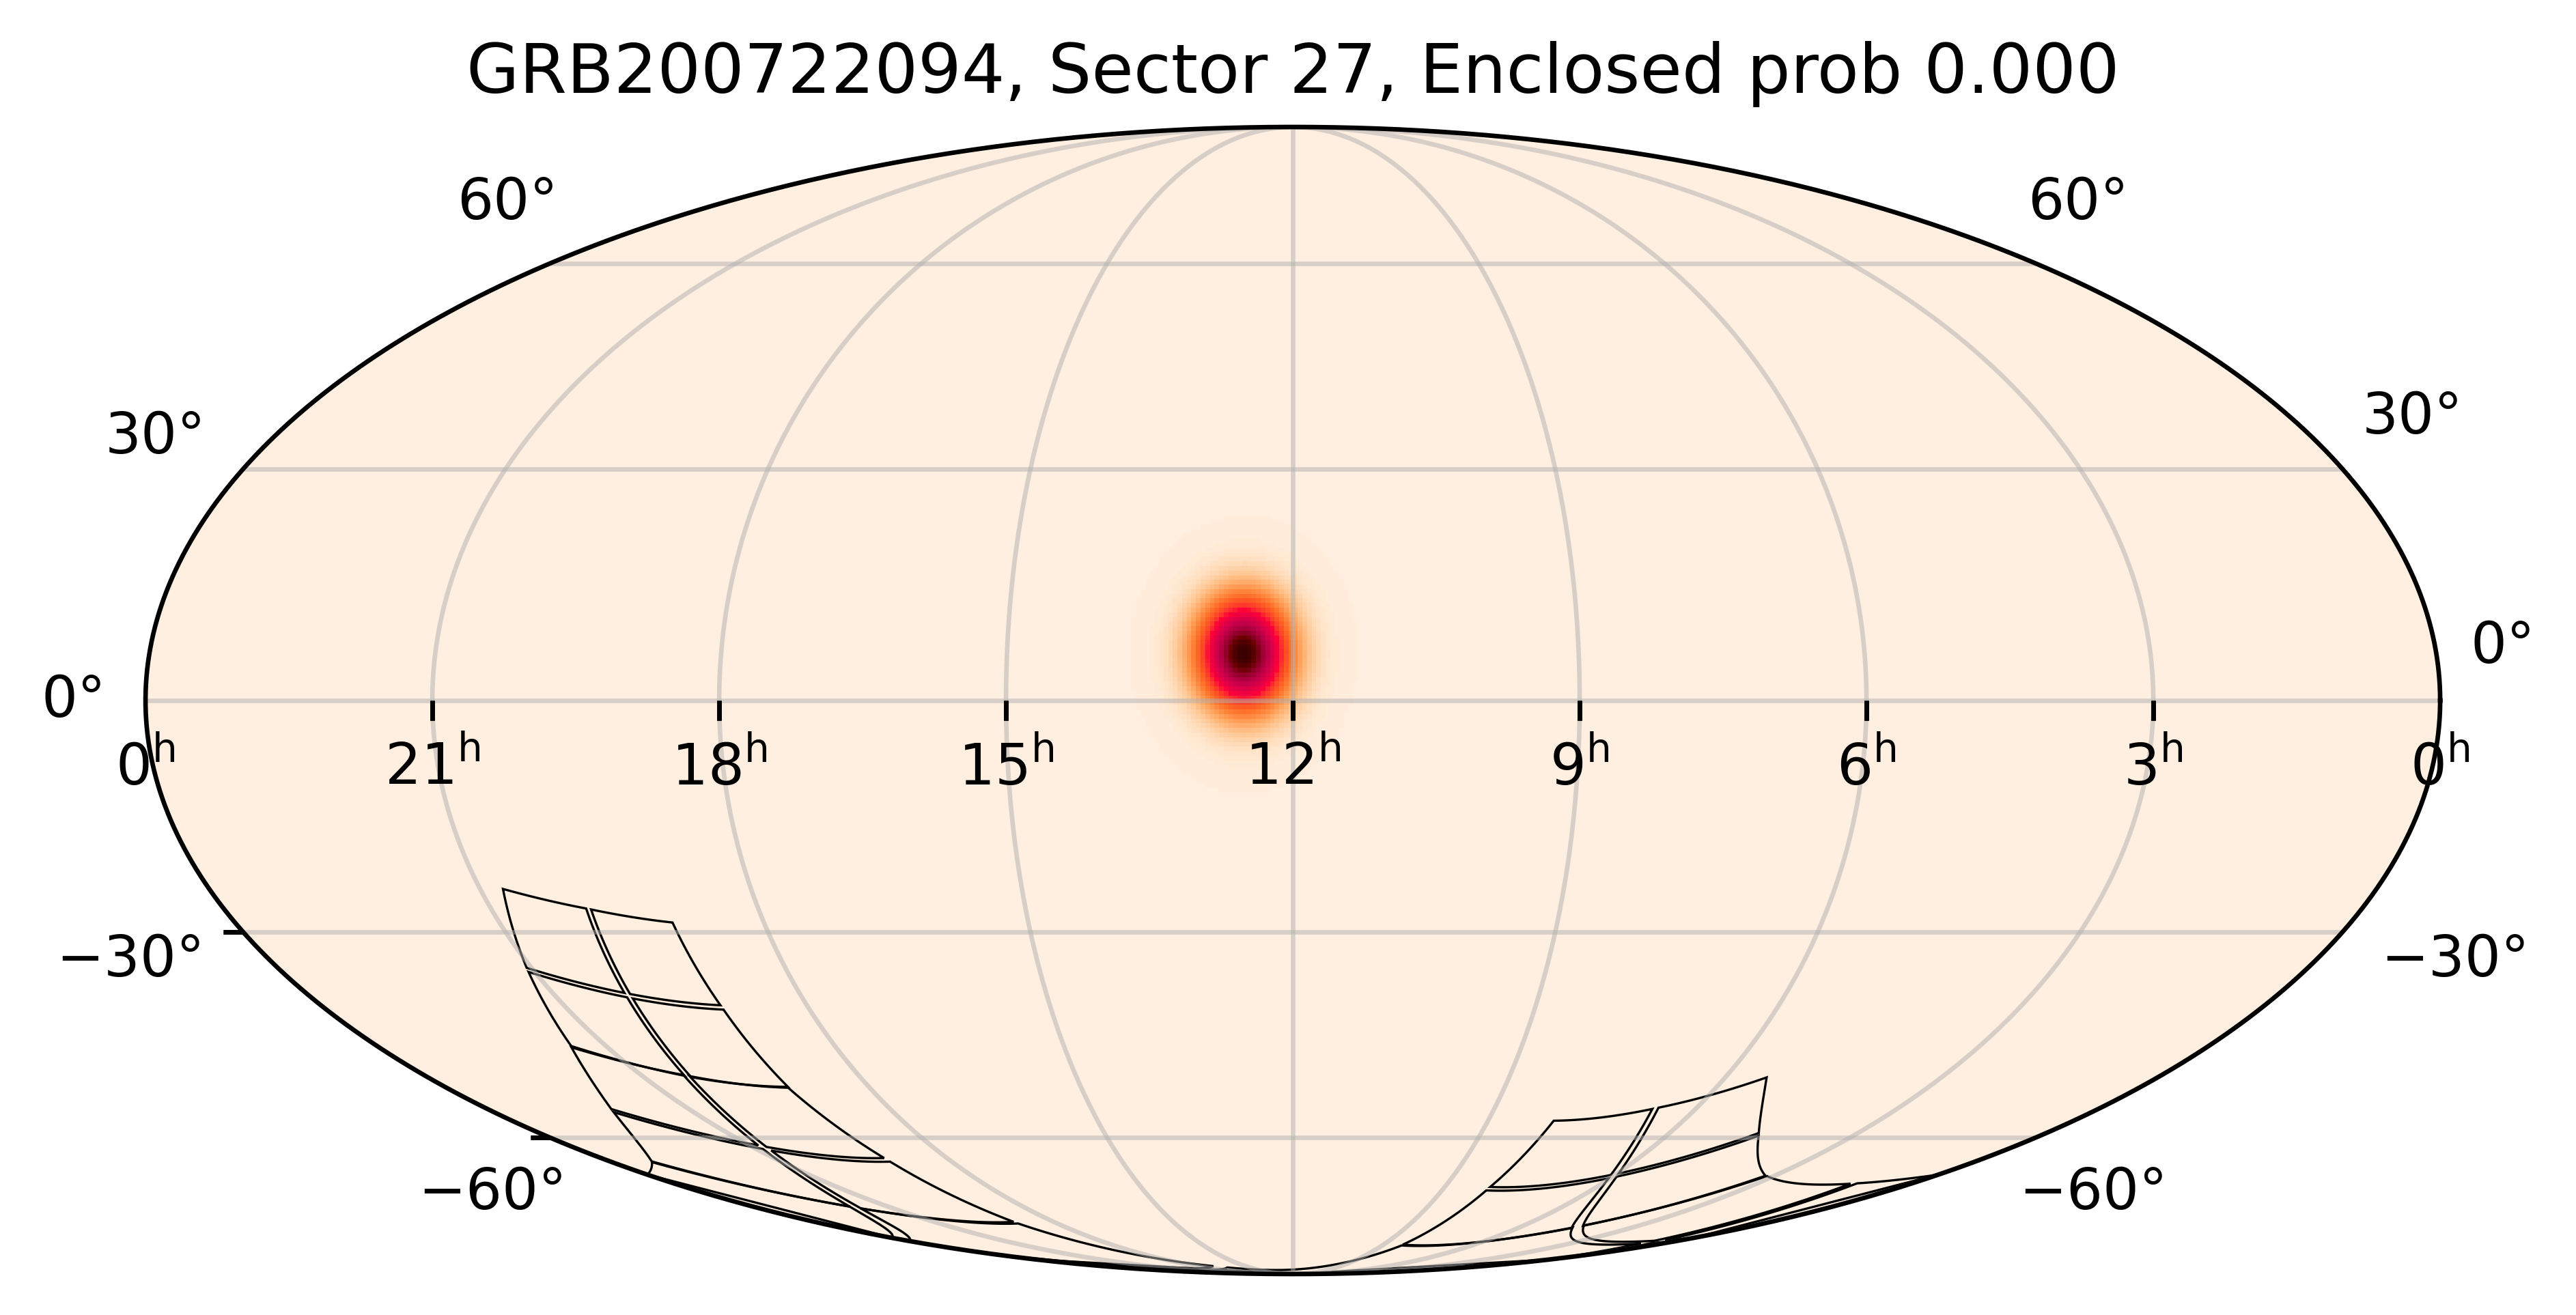 GRB200722094, Sector 27, Enclosed prob 0.000
60° 60°
30° 30°
0° 0°
0ʰ 21ʰ 18ʰ 15ʰ 12ʰ 9ʰ 6ʰ 3ʰ 0ʰ
−30° −30°
−60° −60°